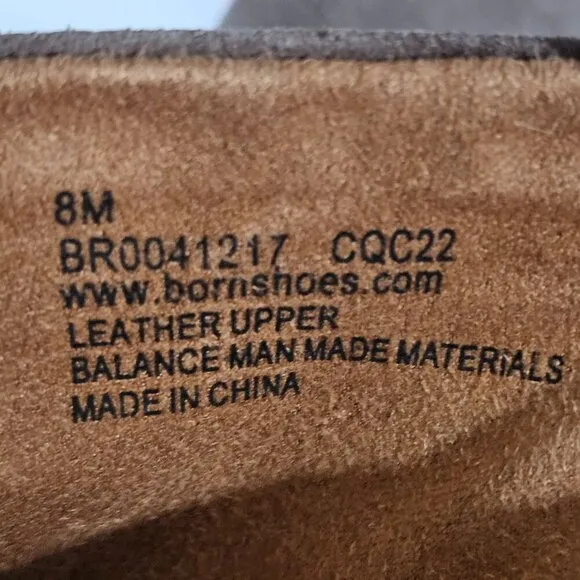 8M
BR0041217 CQC22
www.bornshoes.com
LEATHER UPPER
BALANCE MAN MADE MATERIALS
MADE IN CHINA